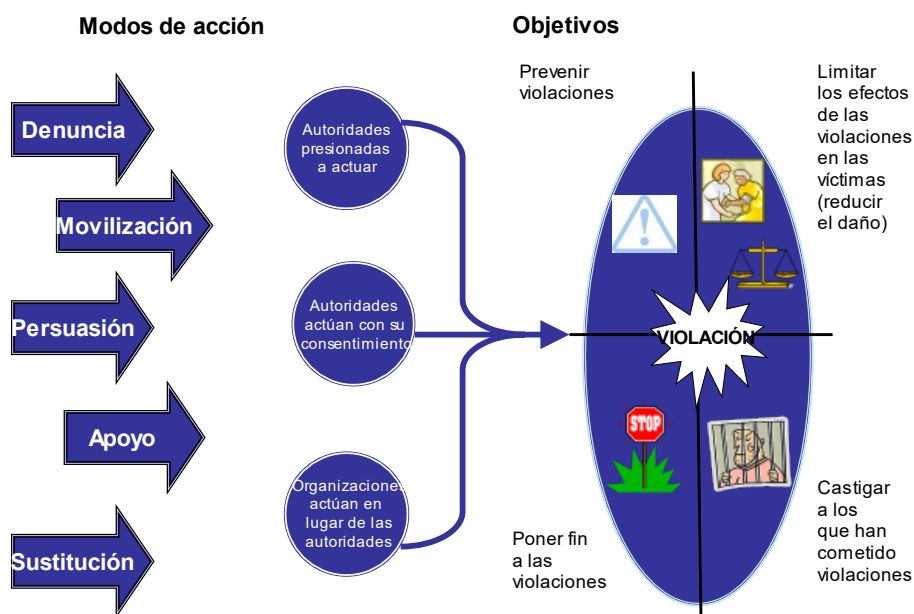 Modos de acción
Objetivos
Denuncia
Movilización
Persuasión
Apoyo
Sustitución
Autoridades
presionadas
a actuar
Autoridades
actúan con su
consentimiento
Organizaciones
actúan en
lugar de las
autoridades
Prevenir
violaciones
Limitar
los efectos
de las
violaciones
en las
víctimas
(reducir
el daño)
VIOLACIÓN
STOP
Poner fin
a las
violaciones
Castigar
a los
que han
cometido
violaciones